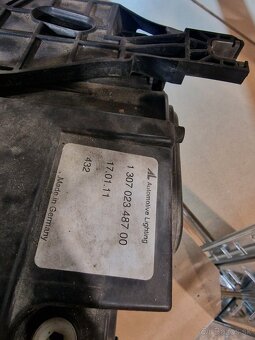 AL Automotive Lighting
1 307 023 487 00
17.01.11
432
Made in Germany